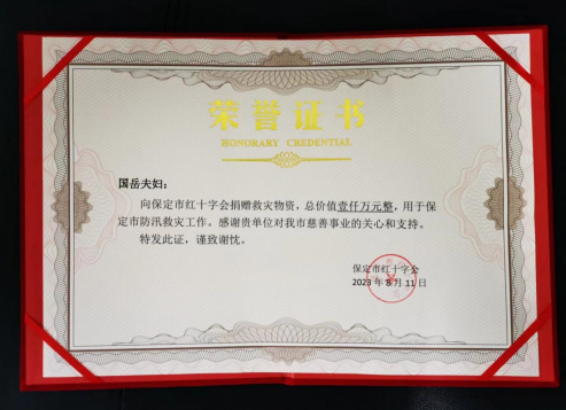 荣誉证书
HONORARY CREDENTIAL
国岳夫妇：
向保定市红十字会捐赠救灾物资，总价值壹仟万元整，用于保
定市防汛救灾工作。感谢贵单位对我市慈善事业的关心和支持。
特发此证，谨致谢忱。
保定市红十字会
2023年8月11日